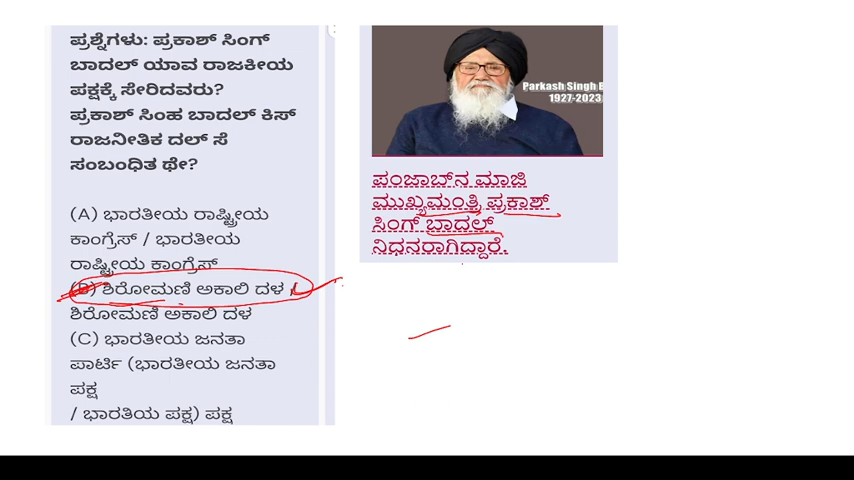 ಪ್ರಶ್ನೆಗಳು: ಪ್ರಕಾಶ್ ಸಿಂಗ್
ಬಾದಲ್ ಯಾವ ರಾಜಕೀಯ
ಪಕ್ಷಕ್ಕೆ ಸೇರಿದವರು?
ಪ್ರಕಾಶ್ ಸಿಂಹ ಬಾದಲ್ ಕಿಸ್
ರಾಜನೀತಿಕ ದಲ್ ಸೆ
ಸಂಬಂಧಿತ ಥೇ?
(A) ಭಾರತೀಯ ರಾಷ್ಟ್ರೀಯ
ಕಾಂಗ್ರೆಸ್ / ಭಾರತೀಯ
ರಾಷ್ಟ್ರೀಯ ಕಾಂಗ್ರೆಸ್
(B) ಶಿರೋಮಣಿ ಅಕಾಲಿ ದಳ /
ಶಿರೋಮಣಿ ಅಕಾಲಿ ದಳ
(C) ಭಾರತೀಯ ಜನತಾ
ಪಾರ್ಟಿ (ಭಾರತೀಯ ಜನತಾ
ಪಕ್ಷ
/ ಭಾರತಿಯ ಪಕ್ಷ) ಪಕ್ಷ
Parkash Singh B
1927-2023
ಪಂಜಾಬ್‌ನ ಮಾಜಿ
ಮುಖ್ಯಮಂತ್ರಿ ಪ್ರಕಾಶ್
ಸಿಂಗ್ ಬಾದಲ್
ನಿಧನರಾಗಿದ್ದಾರೆ.